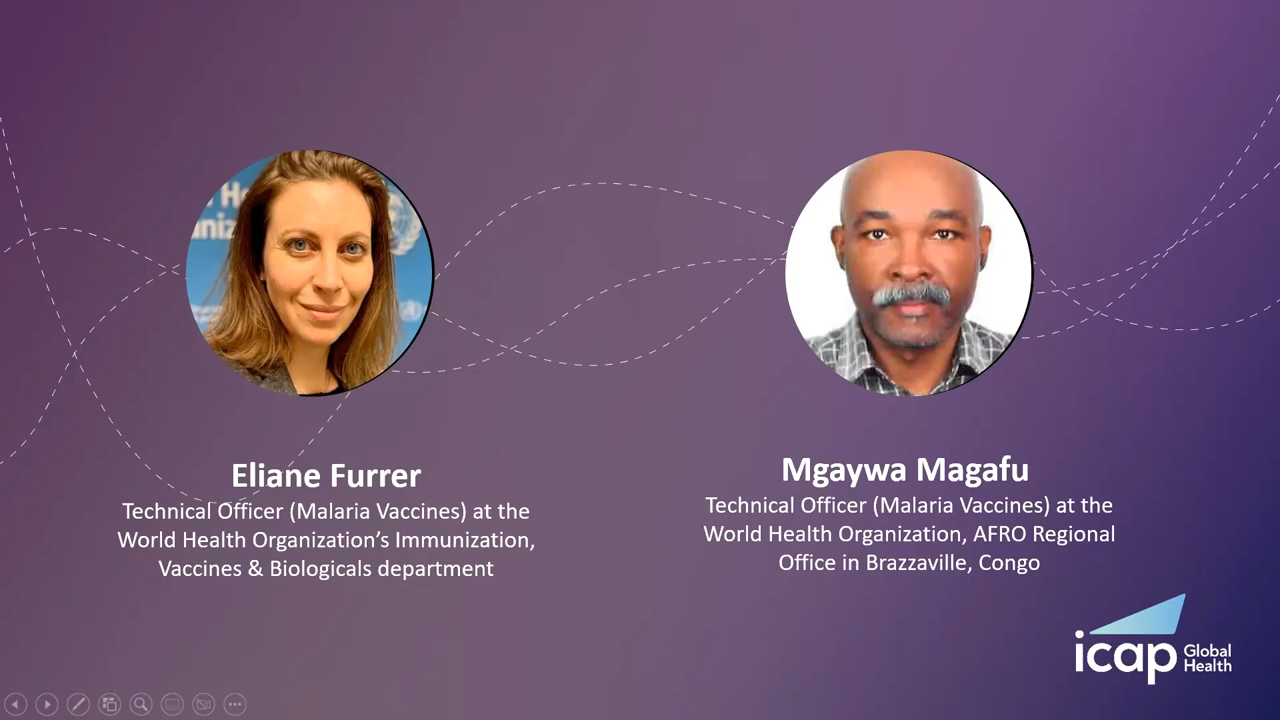 Eliane Furrer
Technical Officer (Malaria Vaccines) at the
World Health Organization's Immunization,
Vaccines & Biologicals department
Mgaywa Magafu
Technical Officer (Malaria Vaccines) at the
World Health Organization, AFRO Regional
Office in Brazzaville, Congo
icap Global
Health